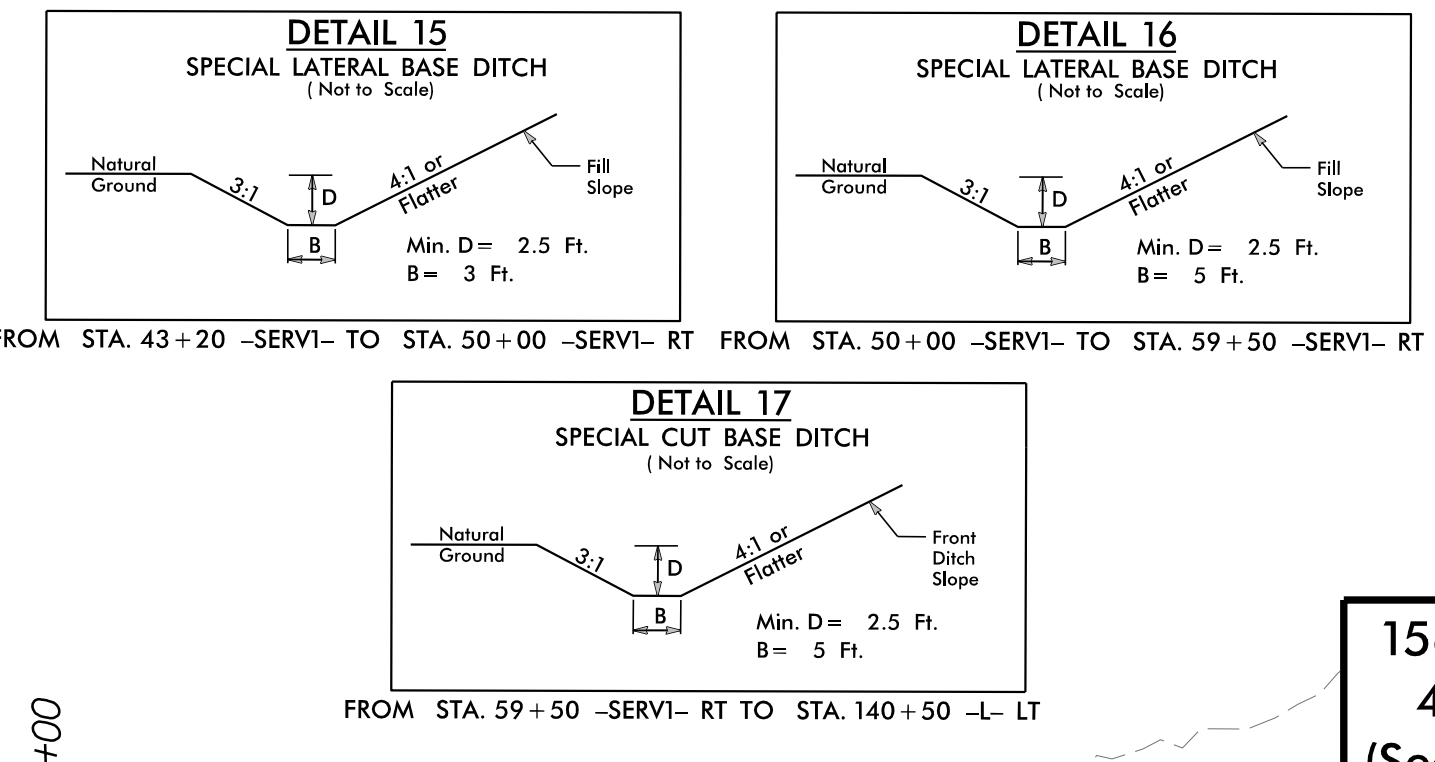 DETAIL 15
SPECIAL LATERAL BASE DITCH
( Not to Scale)
Natural
Ground
3:1
D
B
4:1 or
Flatter
Fill
Slope
Min. D = 2.5 Ft.
B = 3 Ft.
FROM STA. 43+20 –SERV1– TO STA. 50+00 –SERV1– RT
DETAIL 16
SPECIAL LATERAL BASE DITCH
( Not to Scale)
Natural
Ground
3:1
D
B
4:1 or
Flatter
Fill
Slope
Min. D = 2.5 Ft.
B = 5 Ft.
FROM STA. 50+00 –SERV1– TO STA. 59+50 –SERV1– RT
DETAIL 17
SPECIAL CUT BASE DITCH
( Not to Scale)
Natural
Ground
3:1
D
B
4:1 or
Flatter
Front
Ditch
Slope
Min. D = 2.5 Ft.
B = 5 Ft.
FROM STA. 59+50 –SERV1– RT TO STA. 140+50 –L– LT
+00